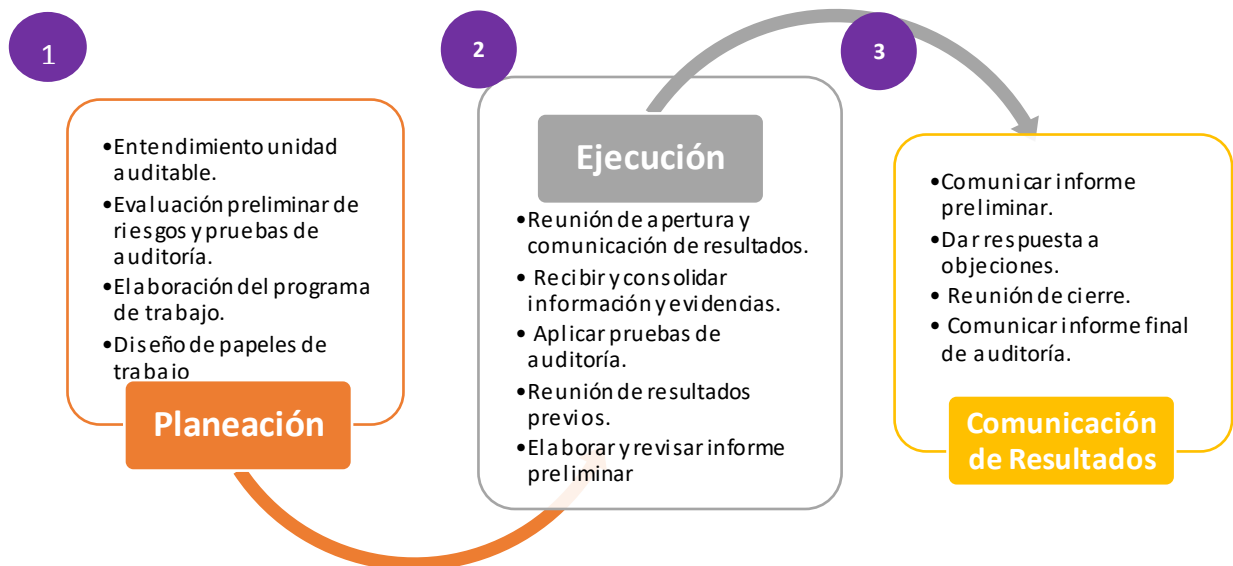 1
•Entendimiento unidad
auditable.
•Evaluación preliminar de
riesgos y pruebas de
auditoría.
•Elaboración del programa
de trabajo.
•Diseño de papeles de
trabajo
Planeación
2
Ejecución
•Reunión de apertura y
comunicación de resultados.
• Recibir y consolidar
información y evidencias.
• Aplicar pruebas de
auditoría.
•Reunión de resultados
previos.
•Elaborar y revisar informe
preliminar
3
•Comunicar informe
preliminar.
•Dar respuesta a
objeciones.
• Reunión de cierre.
• Comunicar informe final
de auditoría.
Comunicación
de Resultados